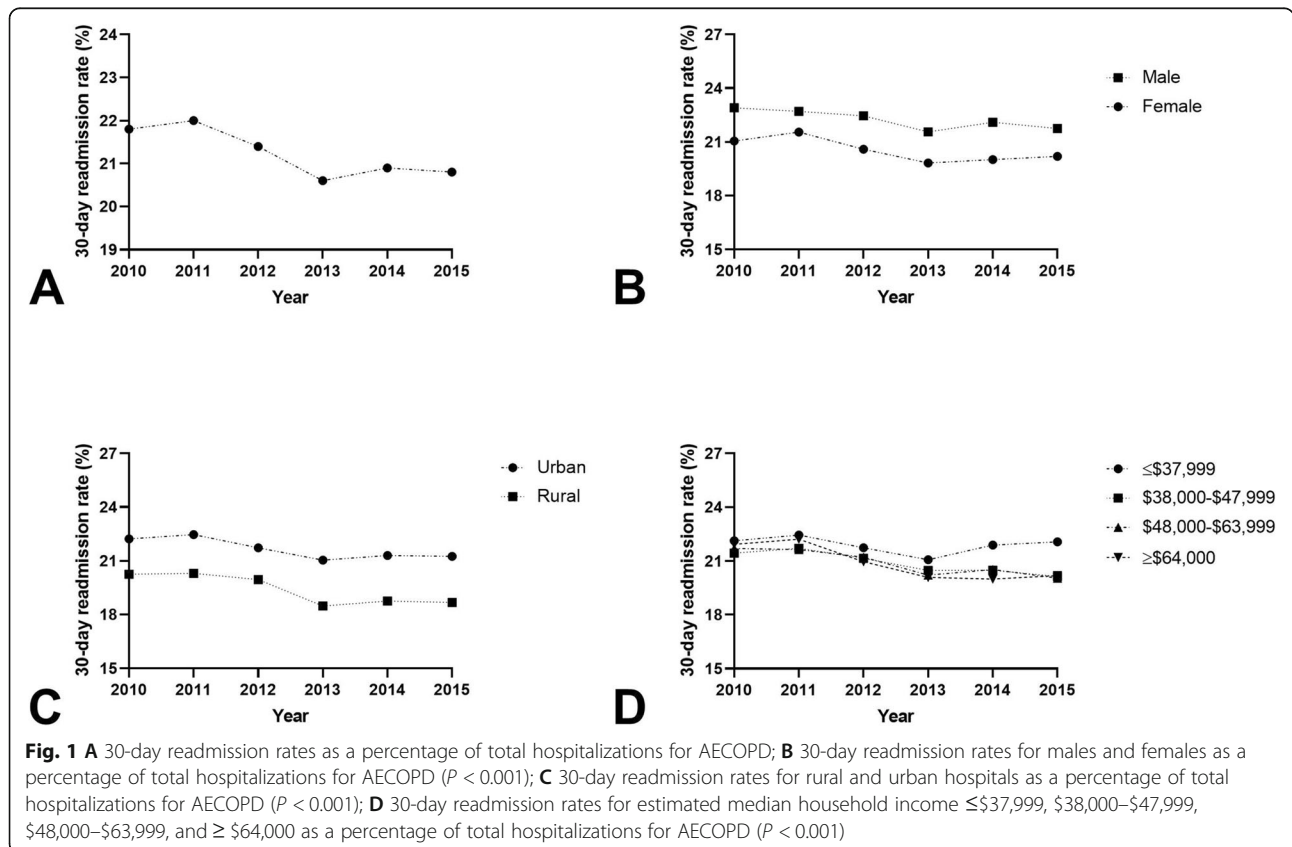 30-day readmission rate (%)
24
23
22
21
20
19
2010 2011 2012 2013 2014 2015
Year
A
30-day readmission rate (%)
27
24
21
18
15
2010 2011 2012 2013 2014 2015
Year
Male
Female
B
30-day readmission rate (%)
27
24
21
18
15
2010 2011 2012 2013 2014 2015
Year
Urban
Rural
C
30-day readmission rate (%)
27
24
21
18
15
2010 2011 2012 2013 2014 2015
Year
≤$37,999
$38,000-$47,999
$48,000-$63,999
≥$64,000
D
Fig. 1 A 30-day readmission rates as a percentage of total hospitalizations for AECOPD; B 30-day readmission rates for males and females as a
percentage of total hospitalizations for AECOPD (P < 0.001); C 30-day readmission rates for rural and urban hospitals as a percentage of total
hospitalizations for AECOPD (P < 0.001); D 30-day readmission rates for estimated median household income ≤$37,999, $38,000–$47,999,
$48,000–$63,999, and ≥ $64,000 as a percentage of total hospitalizations for AECOPD (P < 0.001)